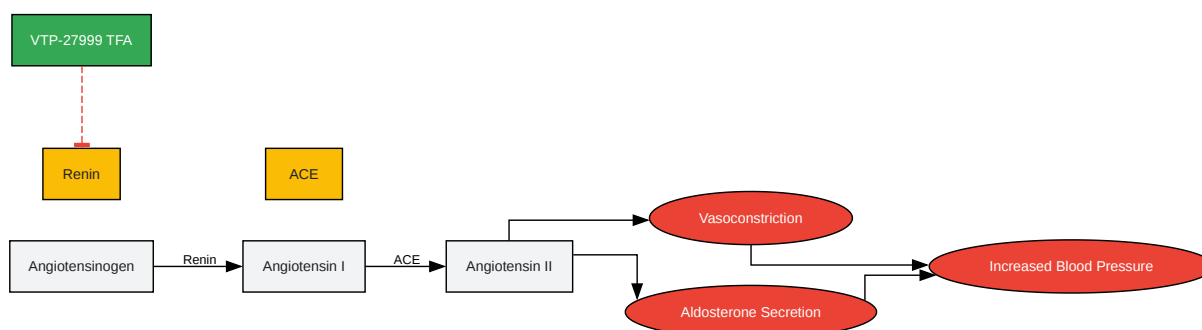 VTP-27999 TFA
Renin
ACE
Vasoconstriction
Angiotensinogen
Renin
Angiotensin I
ACE
Angiotensin II
Increased Blood Pressure
Aldosterone Secretion